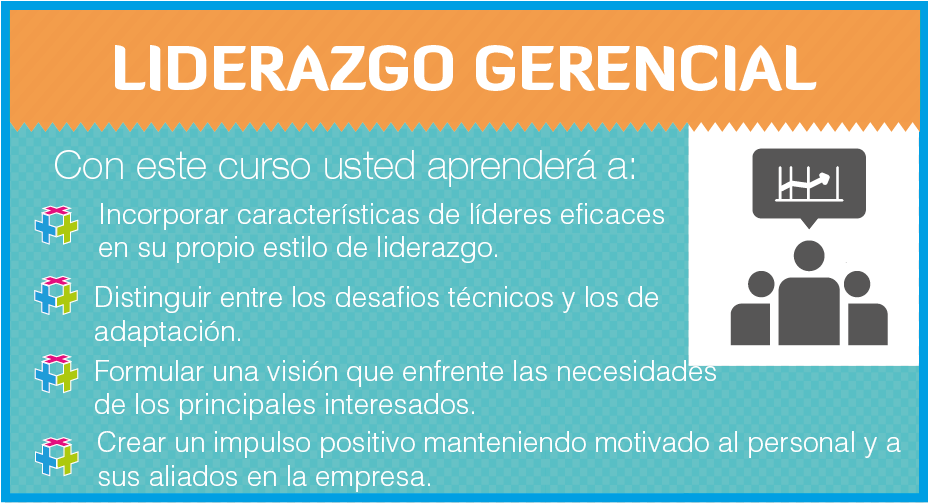 LIDERAZGO GERENCIAL
Con este curso usted aprenderá a:
Incorporar características de líderes eficaces
en su propio estilo de liderazgo.
Distinguir entre los desafios técnicos y los de
adaptación.
Formular una visión que enfrente las necesidades
de los principales interesados.
Crear un impulso positivo manteniendo motivado al personal y a
sus aliados en la empresa.